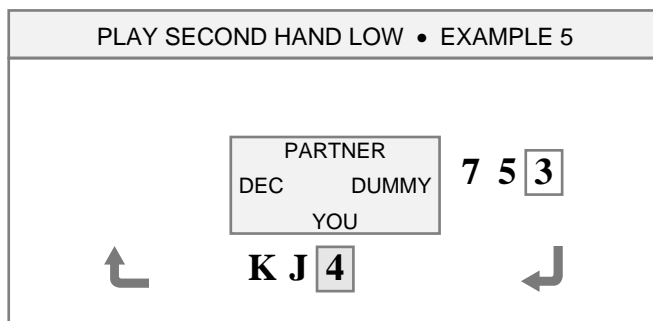 PLAY SECOND HAND LOW • EXAMPLE 5
PARTNER
DEC DUMMY
YOU
7 5 3
K J 4